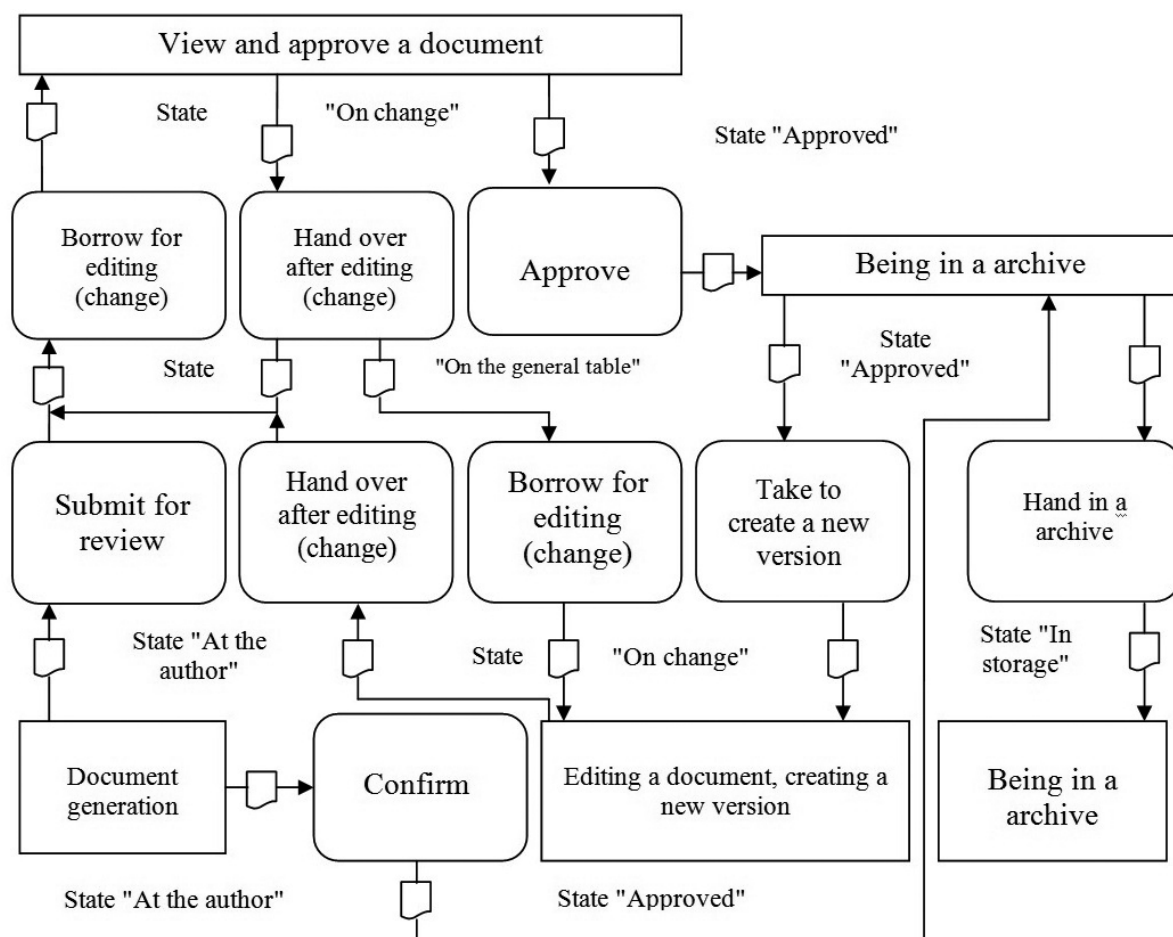 View and approve a document
State
"On change"
State "Approved"
Borrow for
editing
(change)
Hand over
after editing
(change)
Approve
Being in a archive
State
"On the general table"
State
"Approved"
Submit for
review
Hand over
after editing
(change)
Borrow for
editing
(change)
Take to
create a new
version
Hand in a
archive
State "At the
author"
State
"On change"
State "In
storage"
Document
generation
Confirm
Editing a document, creating a
new version
Being in a
archive
State "At the author"
State "Approved"